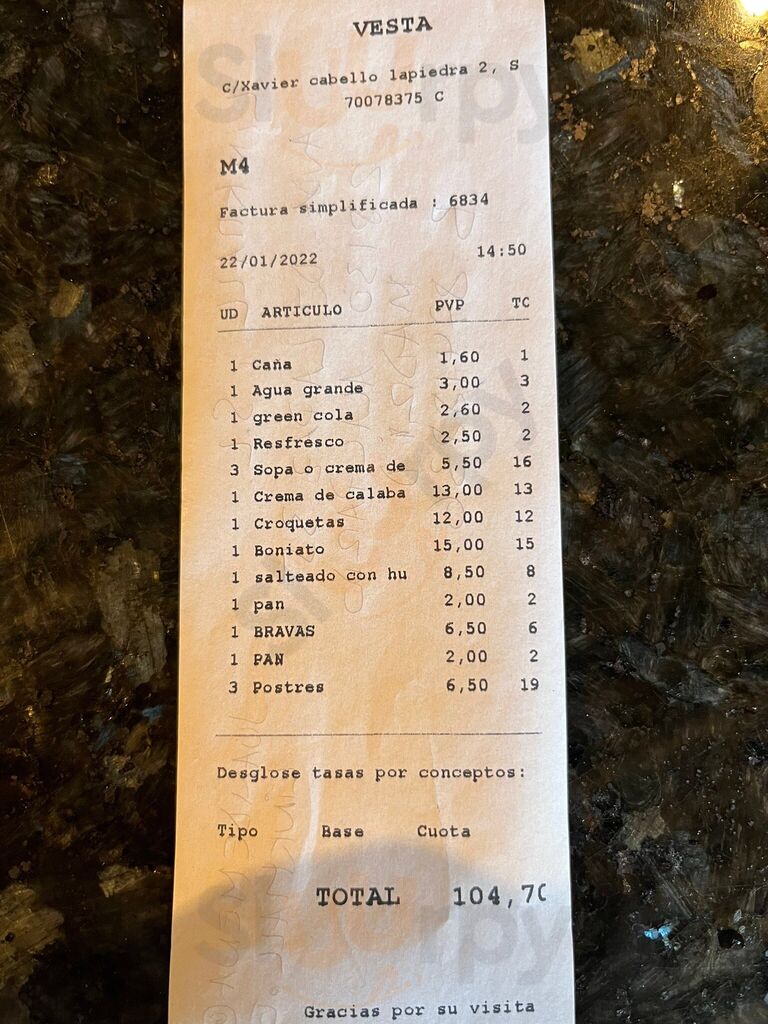 VESTA
C/Xavier cabello lapiedra 2, S
70078375 C
M4
Factura simplificada : 6834
22/01/2022 14:50
UD ARTICULO PVP TC
1 Caña 1,60 1
1 Agua grande 3,00 3
1 green cola 2,60 2
1 Resfresco 2,50 2
3 Sopa o crema de 5,50 16
1 Crema de calaba 13,00 13
1 Croquetas 12,00 12
1 Boniato 15,00 15
1 salteado con hu 8,50 8
1 pan 2,00 2
1 BRAVAS 6,50 6
1 PAN 2,00 2
3 Postres 6,50 19
Desglose tasas por conceptos:
Tipo Base Cuota
TOTAL 104,70
Gracias por su visita
Slurrpy
Slurrpy